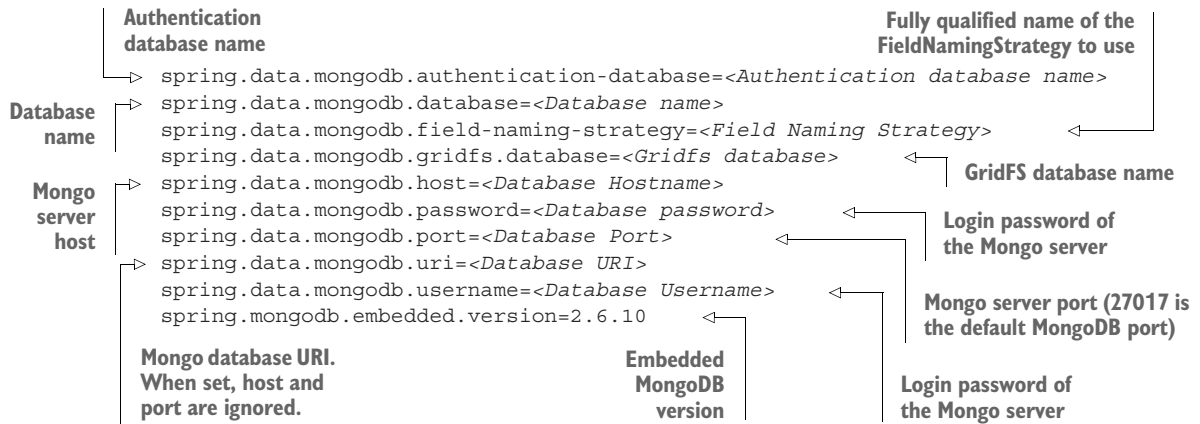 Authentication
database name
Fully qualified name of the
FieldNamingStrategy to use
spring.data.mongodb.authentication-database=<Authentication database name>
Database
name
spring.data.mongodb.database=<Database name>
spring.data.mongodb.field-naming-strategy=<Field Naming Strategy>
spring.data.mongodb.gridfs.database=<Gridfs database>
GridFS database name
Mongo
server
host
spring.data.mongodb.host=<Database Hostname>
spring.data.mongodb.password=<Database password>
Login password of
the Mongo server
spring.data.mongodb.port=<Database Port>
spring.data.mongodb.uri=<Database URI>
spring.data.mongodb.username=<Database Username>
spring.mongodb.embedded.version=2.6.10
Mongo server port (27017 is
the default MongoDB port)
Mongo database URI.
When set, host and
port are ignored.
Embedded
MongoDB
version
Login password of
the Mongo server